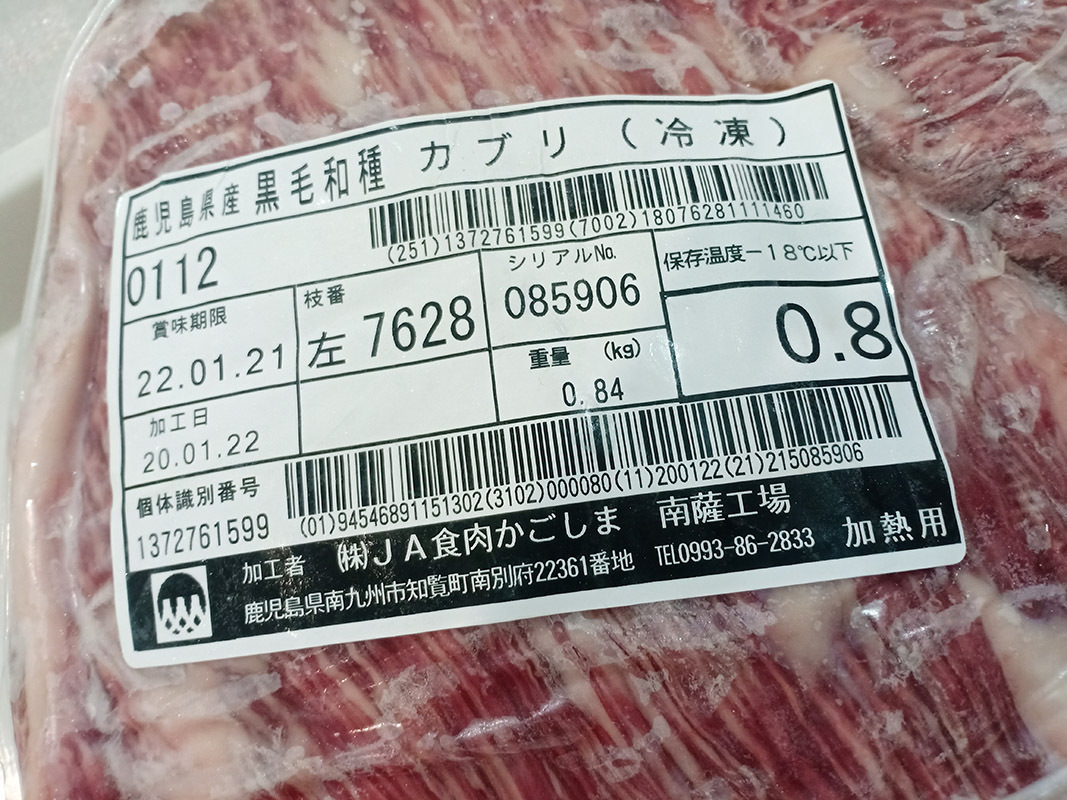 鹿児島県産 黒毛和種 カブリ (冷凍)
(251)1372761599(7002)18076281111460
0112
シリアルNo.
保存温度-18℃以下
賞味期限
枝番
22.01.21
左 7628
085906
0.8
加工日
重量 (kg)
20.01.22
0.84
個体識別番号
1372761599
(01)94546891151302(3102)000080(11)200122(21)215085906
加工者 ㈱JA食肉かごしま 南薩工場
鹿児島県南九州市知覧町南別府22361番地 TEL0993-86-2833 加熱用